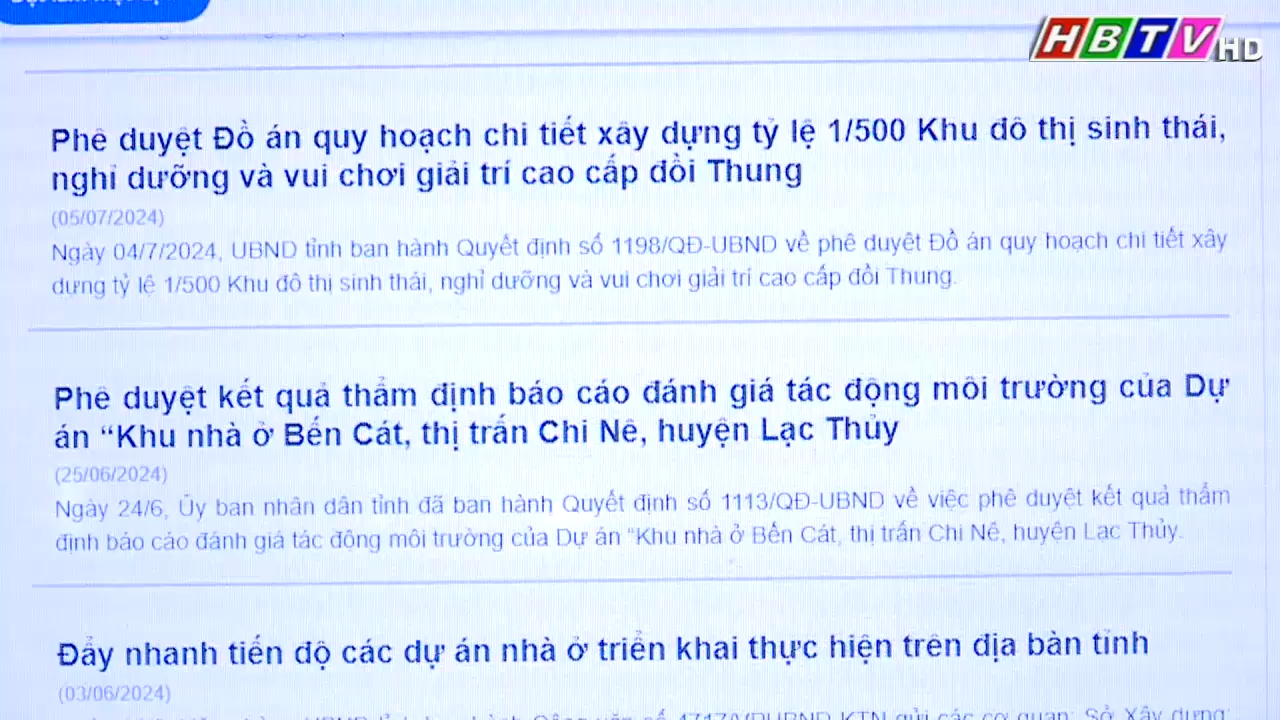 HBTV HD
Phê duyệt Đồ án quy hoạch chi tiết xây dựng tỷ lệ 1/500 Khu đô thị sinh thái,
nghỉ dưỡng và vui chơi giải trí cao cấp đồi Thung
(05/07/2024)
Ngày 04/7/2024, UBND tỉnh ban hành Quyết định số 1198/QĐ-UBND về phê duyệt Đồ án quy hoạch chi tiết xây
dựng tỷ lệ 1/500 Khu đô thị sinh thái, nghỉ dưỡng và vui chơi giải trí cao cấp đồi Thung.
Phê duyệt kết quả thẩm định báo cáo đánh giá tác động môi trường của Dự
án “Khu nhà ở Bến Cát, thị trấn Chi Nê, huyện Lạc Thủy
(25/06/2024)
Ngày 24/6, Ủy ban nhân dân tỉnh đã ban hành Quyết định số 1113/QĐ-UBND về việc phê duyệt kết quả thẩm
định báo cáo đánh giá tác động môi trường của Dự án “Khu nhà ở Bến Cát, thị trấn Chi Nê, huyện Lạc Thủy.
Đẩy nhanh tiến độ các dự án nhà ở triển khai thực hiện trên địa bàn tỉnh
(03/06/2024)
gửi các cơ quan: Sở Xây dựng;